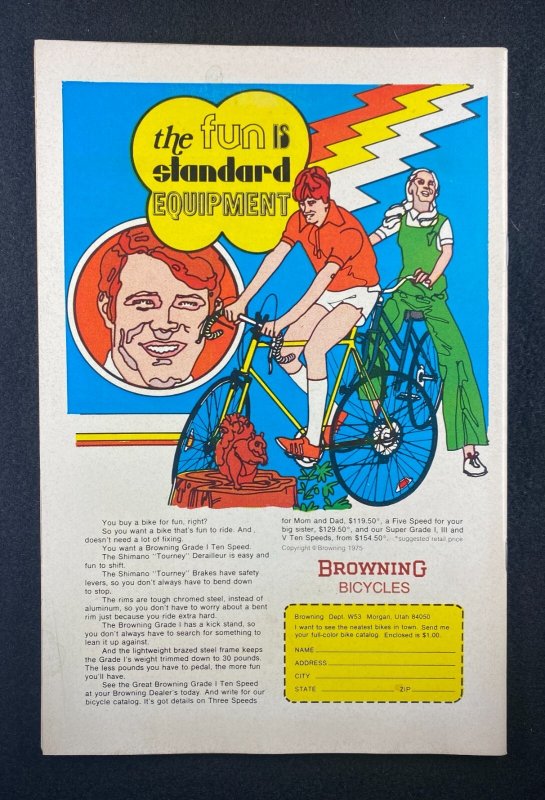 the fun IS
standard
EQUIPMENT
You buy a bike for fun, right?
So you want a bike that's fun to ride. And,
doesn't need a lot of fixing.
You want a Browning Grade I Ten Speed.
The Shimano "Tourney" Derailleur is easy and
fun to shift.
The Shimano "Tourney" Brakes have safety
levers, so you don't always have to bend down
to stop.
The rims are tough chromed steel, instead of
aluminum, so you don't have to worry about a bent
rim just because you ride extra hard.
The Browning Grade I has a kick stand, so
you don't always have to search for something to
lean it up against.
And the lightweight brazed steel frame keeps
the Grade I's weight trimmed down to 30 pounds.
The less pounds you have to pedal, the more fun
you'll have.
See the Great Browning Grade I Ten Speed
at your Browning Dealer's today. And write for our
bicycle catalog. It's got details on Three Speeds
for Mom and Dad, $119.50*, a Five Speed for your
big sister, $129.50*, and our Super Grade I, III and
V Ten Speeds, from $154.50*. *suggested retail price
Copyright © Browning 1975
BROWNING
BICYCLES
Browning Dept. W53 Morgan, Utah 84050
I want to see the neatest bikes in town. Send me
your full-color bike catalog. Enclosed is $1.00.
NAME
ADDRESS
CITY
STATE ZIP